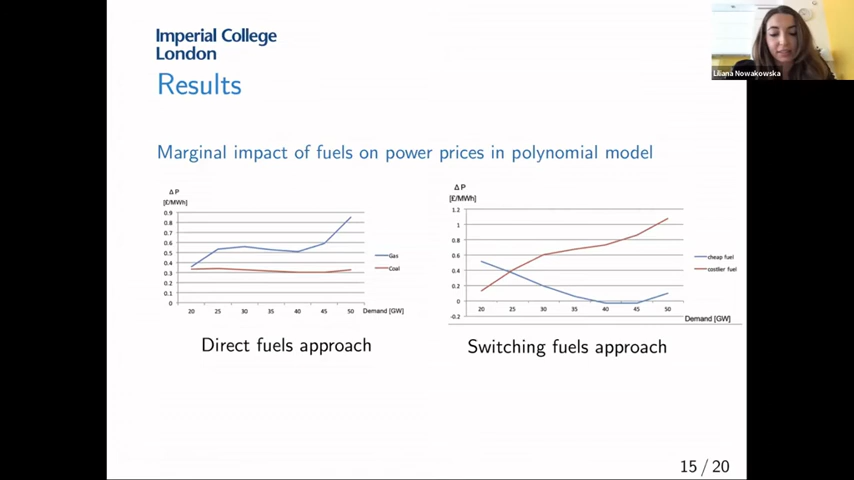 Imperial College
London
Results
Liliana Nowakowska
Marginal impact of fuels on power prices in polynomial model
Δ P
[£/MWh]
0.9
0.8
0.7
0.6
0.5
0.4
0.3
0.2
0.1
0
20 25 30 35 40 45 50 Demand [GW]
Gas
Coal
Direct fuels approach
Δ P
[£/MWh]
1.2
1
0.8
0.6
0.4
0.2
0
-0.2
20 25 30 35 40 45 50
Demand [GW]
cheap fuel
costlier fuel
Switching fuels approach
15 / 20